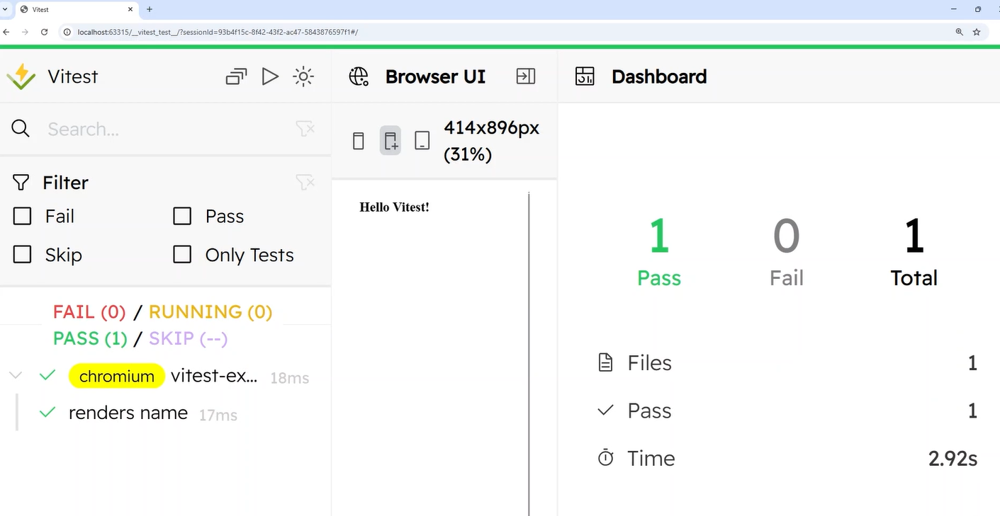 Vitest
localhost:63315/__vitest_test__/?sessionId=93b4f15c-8f42-43f2-ac47-5843876597f1#/
Vitest
Search...
Filter
Fail
Pass
Skip
Only Tests
FAIL (0) / RUNNING (0)
PASS (1) / SKIP (--)
chromium vitest-ex... 18ms
renders name 17ms
Browser UI
414x896px
(31%)
Hello Vitest!
Dashboard
1 0 1
Pass Fail Total
Files 1
Pass 1
Time 2.92s